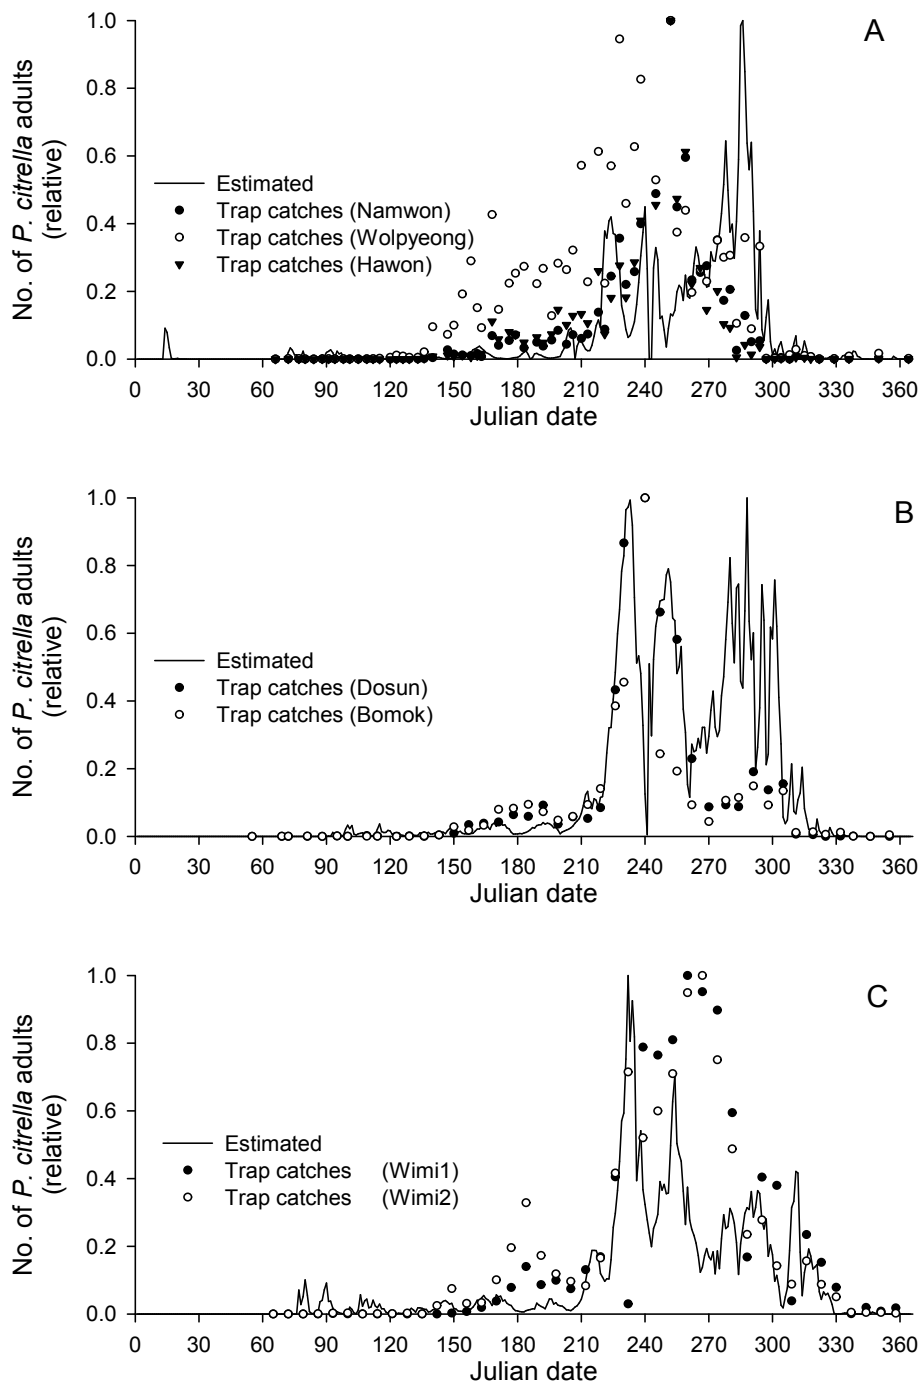 A
No. of P. citrella adults
(relative)
1.0
0.8
0.6
0.4
0.2
0.0
Estimated
Trap catches (Namwon)
Trap catches (Wolpyeong)
Trap catches (Hawon)
0 30 60 90 120 150 180 210 240 270 300 330 360
Julian date
B
No. of P. citrella adults
(relative)
1.0
0.8
0.6
0.4
0.2
0.0
Estimated
Trap catches (Dosun)
Trap catches (Bomok)
0 30 60 90 120 150 180 210 240 270 300 330 360
Julian date
C
No. of P. citrella adults
(relative)
1.0
0.8
0.6
0.4
0.2
0.0
Estimated
Trap catches (Wimi1)
Trap catches (Wimi2)
0 30 60 90 120 150 180 210 240 270 300 330 360
Julian date